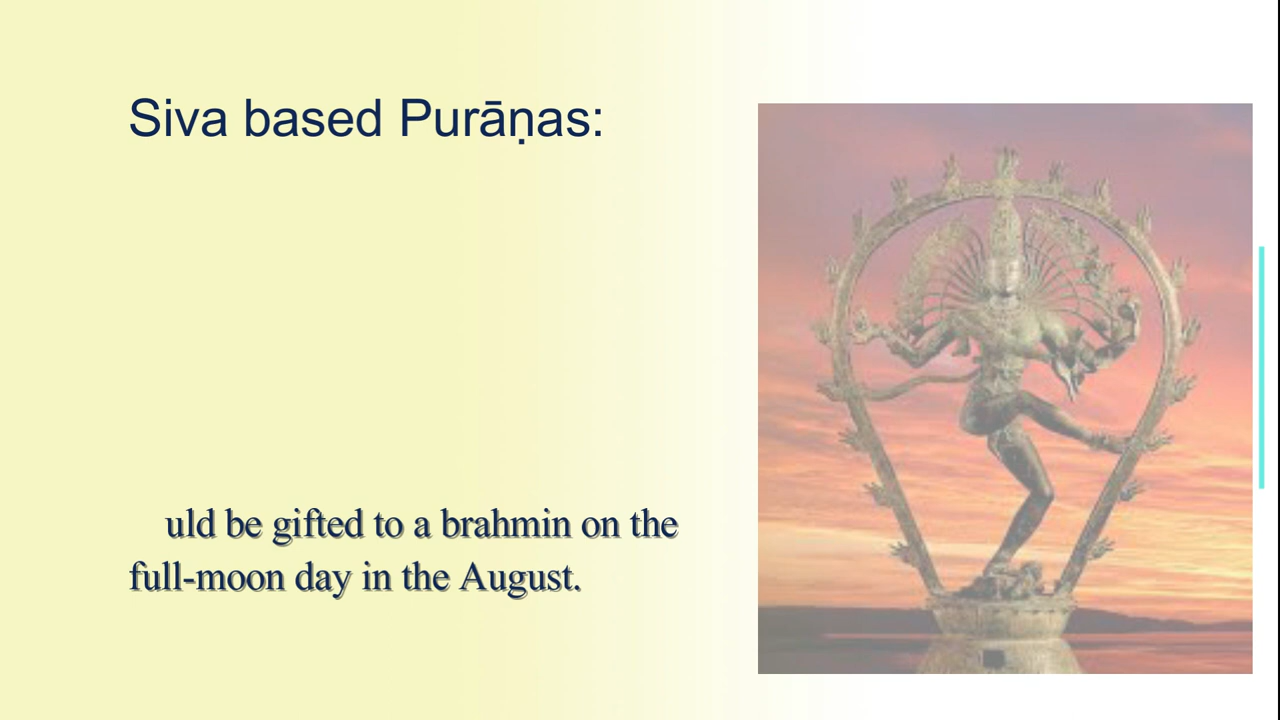 Siva based Purāṇas:
uld be gifted to a brahmin on the
full-moon day in the August.